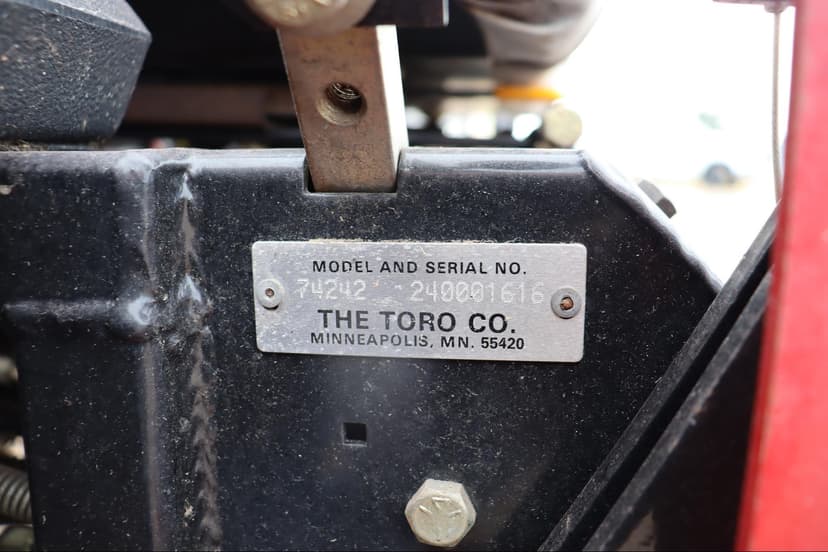 MODEL AND SERIAL NO.
74242 240001616
THE TORO CO.
MINNEAPOLIS, MN. 55420